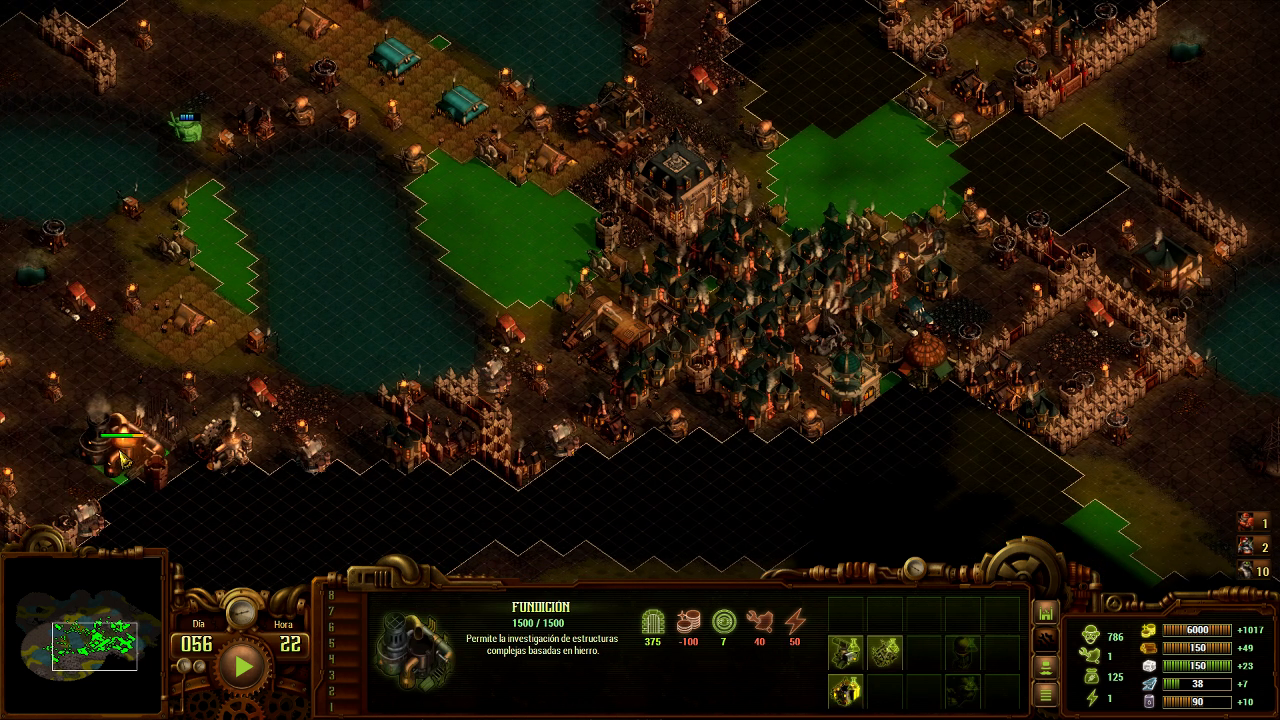 1
2
10
Día
Hora
056
22
8
7
6
5
4
3
2
1
FUNDICIÓN
1500 / 1500
Permite la investigación de estructuras
complejas basadas en hierro.
375 -100 7 40 50
786 6000 +1017
1 150 +49
150 +23
125 38 +7
1 90 +10